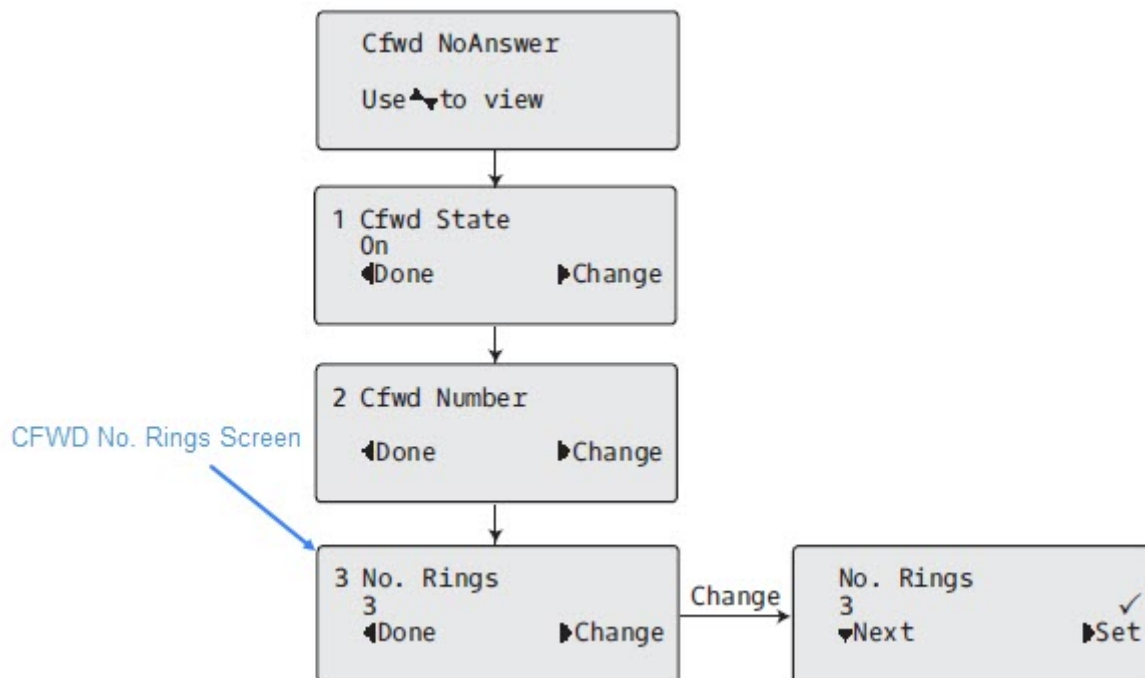 Cfwd NoAnswer
Use to view
1 Cfwd State
On
Done Change
2 Cfwd Number
Done Change
CFWD No. Rings Screen
3 No. Rings
3
Done Change
Change
No. Rings
3 ✓
Next Set